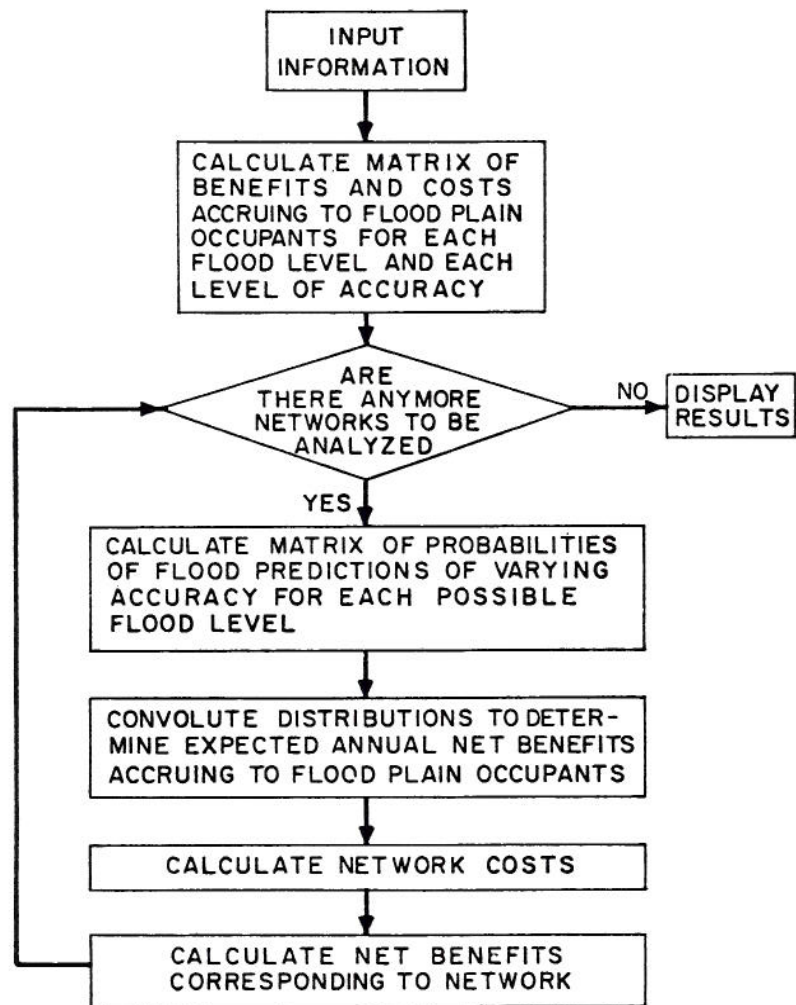 INPUT
INFORMATION
CALCULATE MATRIX OF
BENEFITS AND COSTS
ACCRUING TO FLOOD PLAIN
OCCUPANTS FOR EACH
FLOOD LEVEL AND EACH
LEVEL OF ACCURACY
ARE
THERE ANYMORE
NETWORKS TO BE
ANALYZED
NO
DISPLAY
RESULTS
YES
CALCULATE MATRIX OF PROBABILITIES
OF FLOOD PREDICTIONS OF VARYING
ACCURACY FOR EACH POSSIBLE
FLOOD LEVEL
CONVOLUTE DISTRIBUTIONS TO DETER-
MINE EXPECTED ANNUAL NET BENEFITS
ACCRUING TO FLOOD PLAIN OCCUPANTS
CALCULATE NETWORK COSTS
CALCULATE NET BENEFITS
CORRESPONDING TO NETWORK